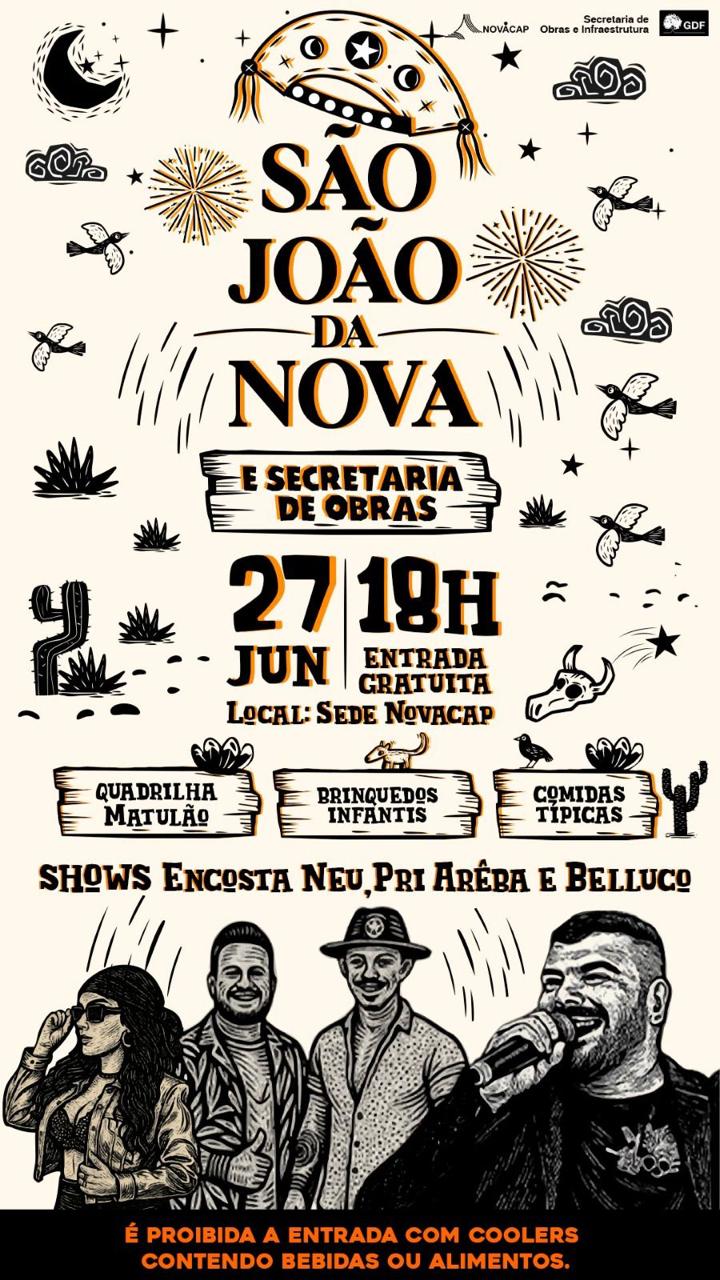 NOVACAP
Secretaria de
Obras e Infraestrutura
GDF
SÃO
JOÃO
DA
NOVA
E SECRETARIA
DE OBRAS
27
JUN
18H
ENTRADA
GRATUITA
LOCAL: SEDE NOVACAP
QUADRILHA
MATULÃO
BRINQUEDOS
INFANTIS
COMIDAS
TÍPICAS
SHOWS ENCOSTA NEU, PRI ARÊBA E BELLUCO
É PROIBIDA A ENTRADA COM COOLERS
CONTENDO BEBIDAS OU ALIMENTOS.